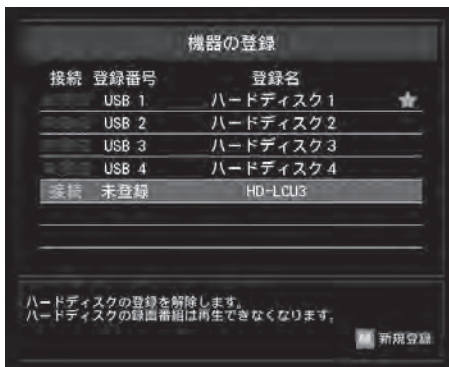 機器の登録
接続 登録番号 登録名
USB 1 ハードディスク1 ★
USB 2 ハードディスク2
USB 3 ハードディスク3
USB 4 ハードディスク4
接続 未登録 HD-LCU3
ハードディスクの登録を解除します。
ハードディスクの録画番組は再生できなくなります。
新規登録